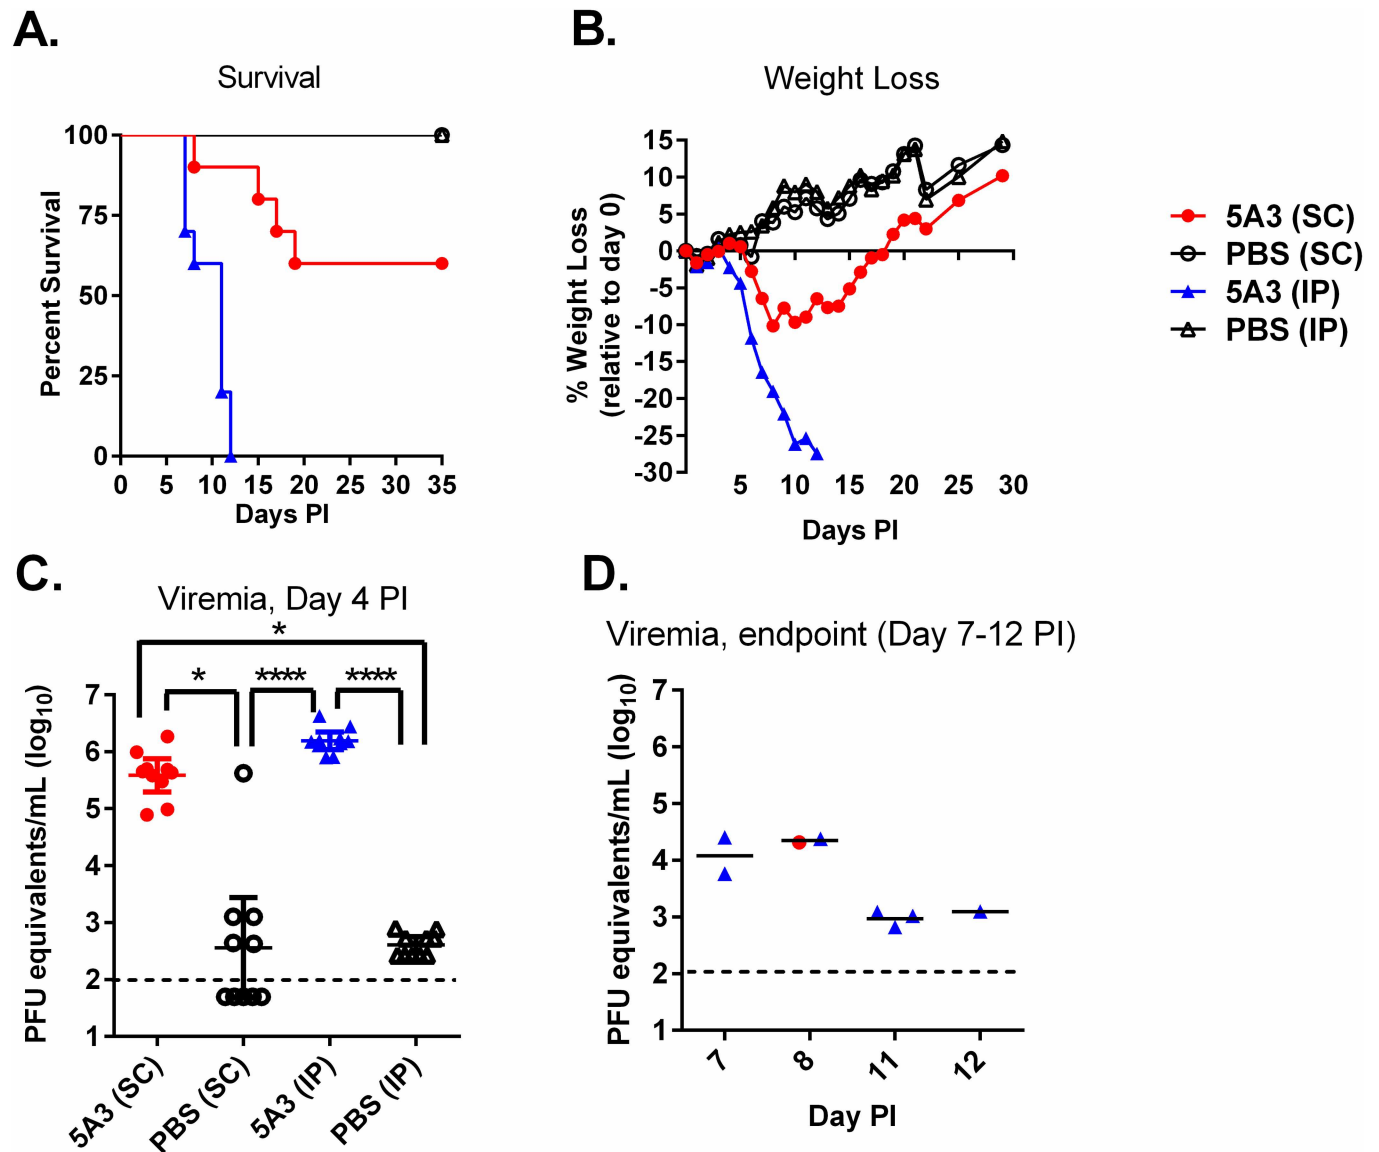 A.
Survival
100
75
50
25
0
Percent Survival
0 5 10 15 20 25 30 35
Days PI
B.
Weight Loss
15
10
5
0
-5
-10
-15
-20
-25
-30
% Weight Loss
(relative to day 0)
5 10 15 20 25 30
Days PI
5A3 (SC)
PBS (SC)
5A3 (IP)
PBS (IP)
C.
Viremia, Day 4 PI
*
* **** ****
7
6
5
4
3
2
1
PFU equivalents/mL (log10)
5A3 (SC)
PBS (SC)
5A3 (IP)
PBS (IP)
D.
Viremia, endpoint (Day 7-12 PI)
7
6
5
4
3
2
1
PFU equivalents/mL (log10)
7 8 11 12
Day PI